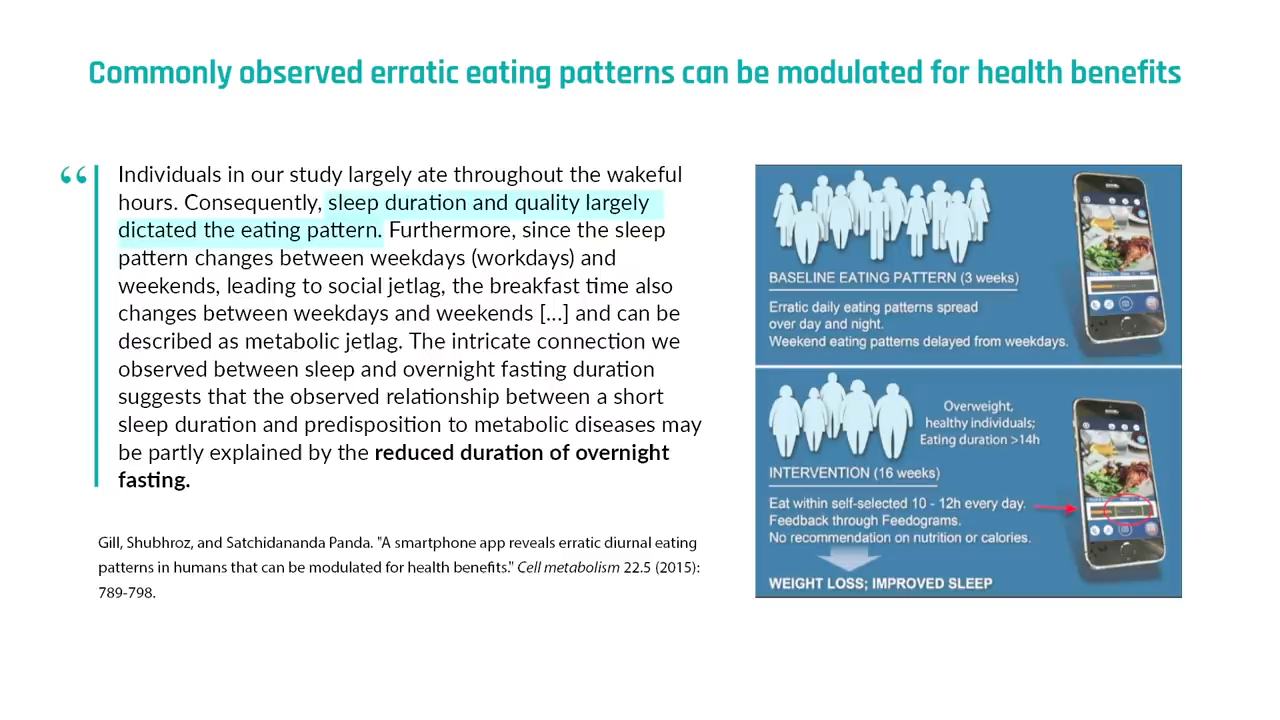 Commonly observed erratic eating patterns can be modulated for health benefits
“
Individuals in our study largely ate throughout the wakeful
hours. Consequently, sleep duration and quality largely
dictated the eating pattern. Furthermore, since the sleep
pattern changes between weekdays (workdays) and
weekends, leading to social jetlag, the breakfast time also
changes between weekdays and weekends [...] and can be
described as metabolic jetlag. The intricate connection we
observed between sleep and overnight fasting duration
suggests that the observed relationship between a short
sleep duration and predisposition to metabolic diseases may
be partly explained by the reduced duration of overnight
fasting.
Gill, Shubhroz, and Satchidananda Panda. "A smartphone app reveals erratic diurnal eating
patterns in humans that can be modulated for health benefits." Cell metabolism 22.5 (2015):
789-798.
BASELINE EATING PATTERN (3 weeks)
Erratic daily eating patterns spread
over day and night.
Weekend eating patterns delayed from weekdays.
Overweight,
healthy individuals;
Eating duration >14h
INTERVENTION (16 weeks)
Eat within self-selected 10 - 12h every day.
Feedback through Feedograms.
No recommendation on nutrition or calories.
WEIGHT LOSS; IMPROVED SLEEP